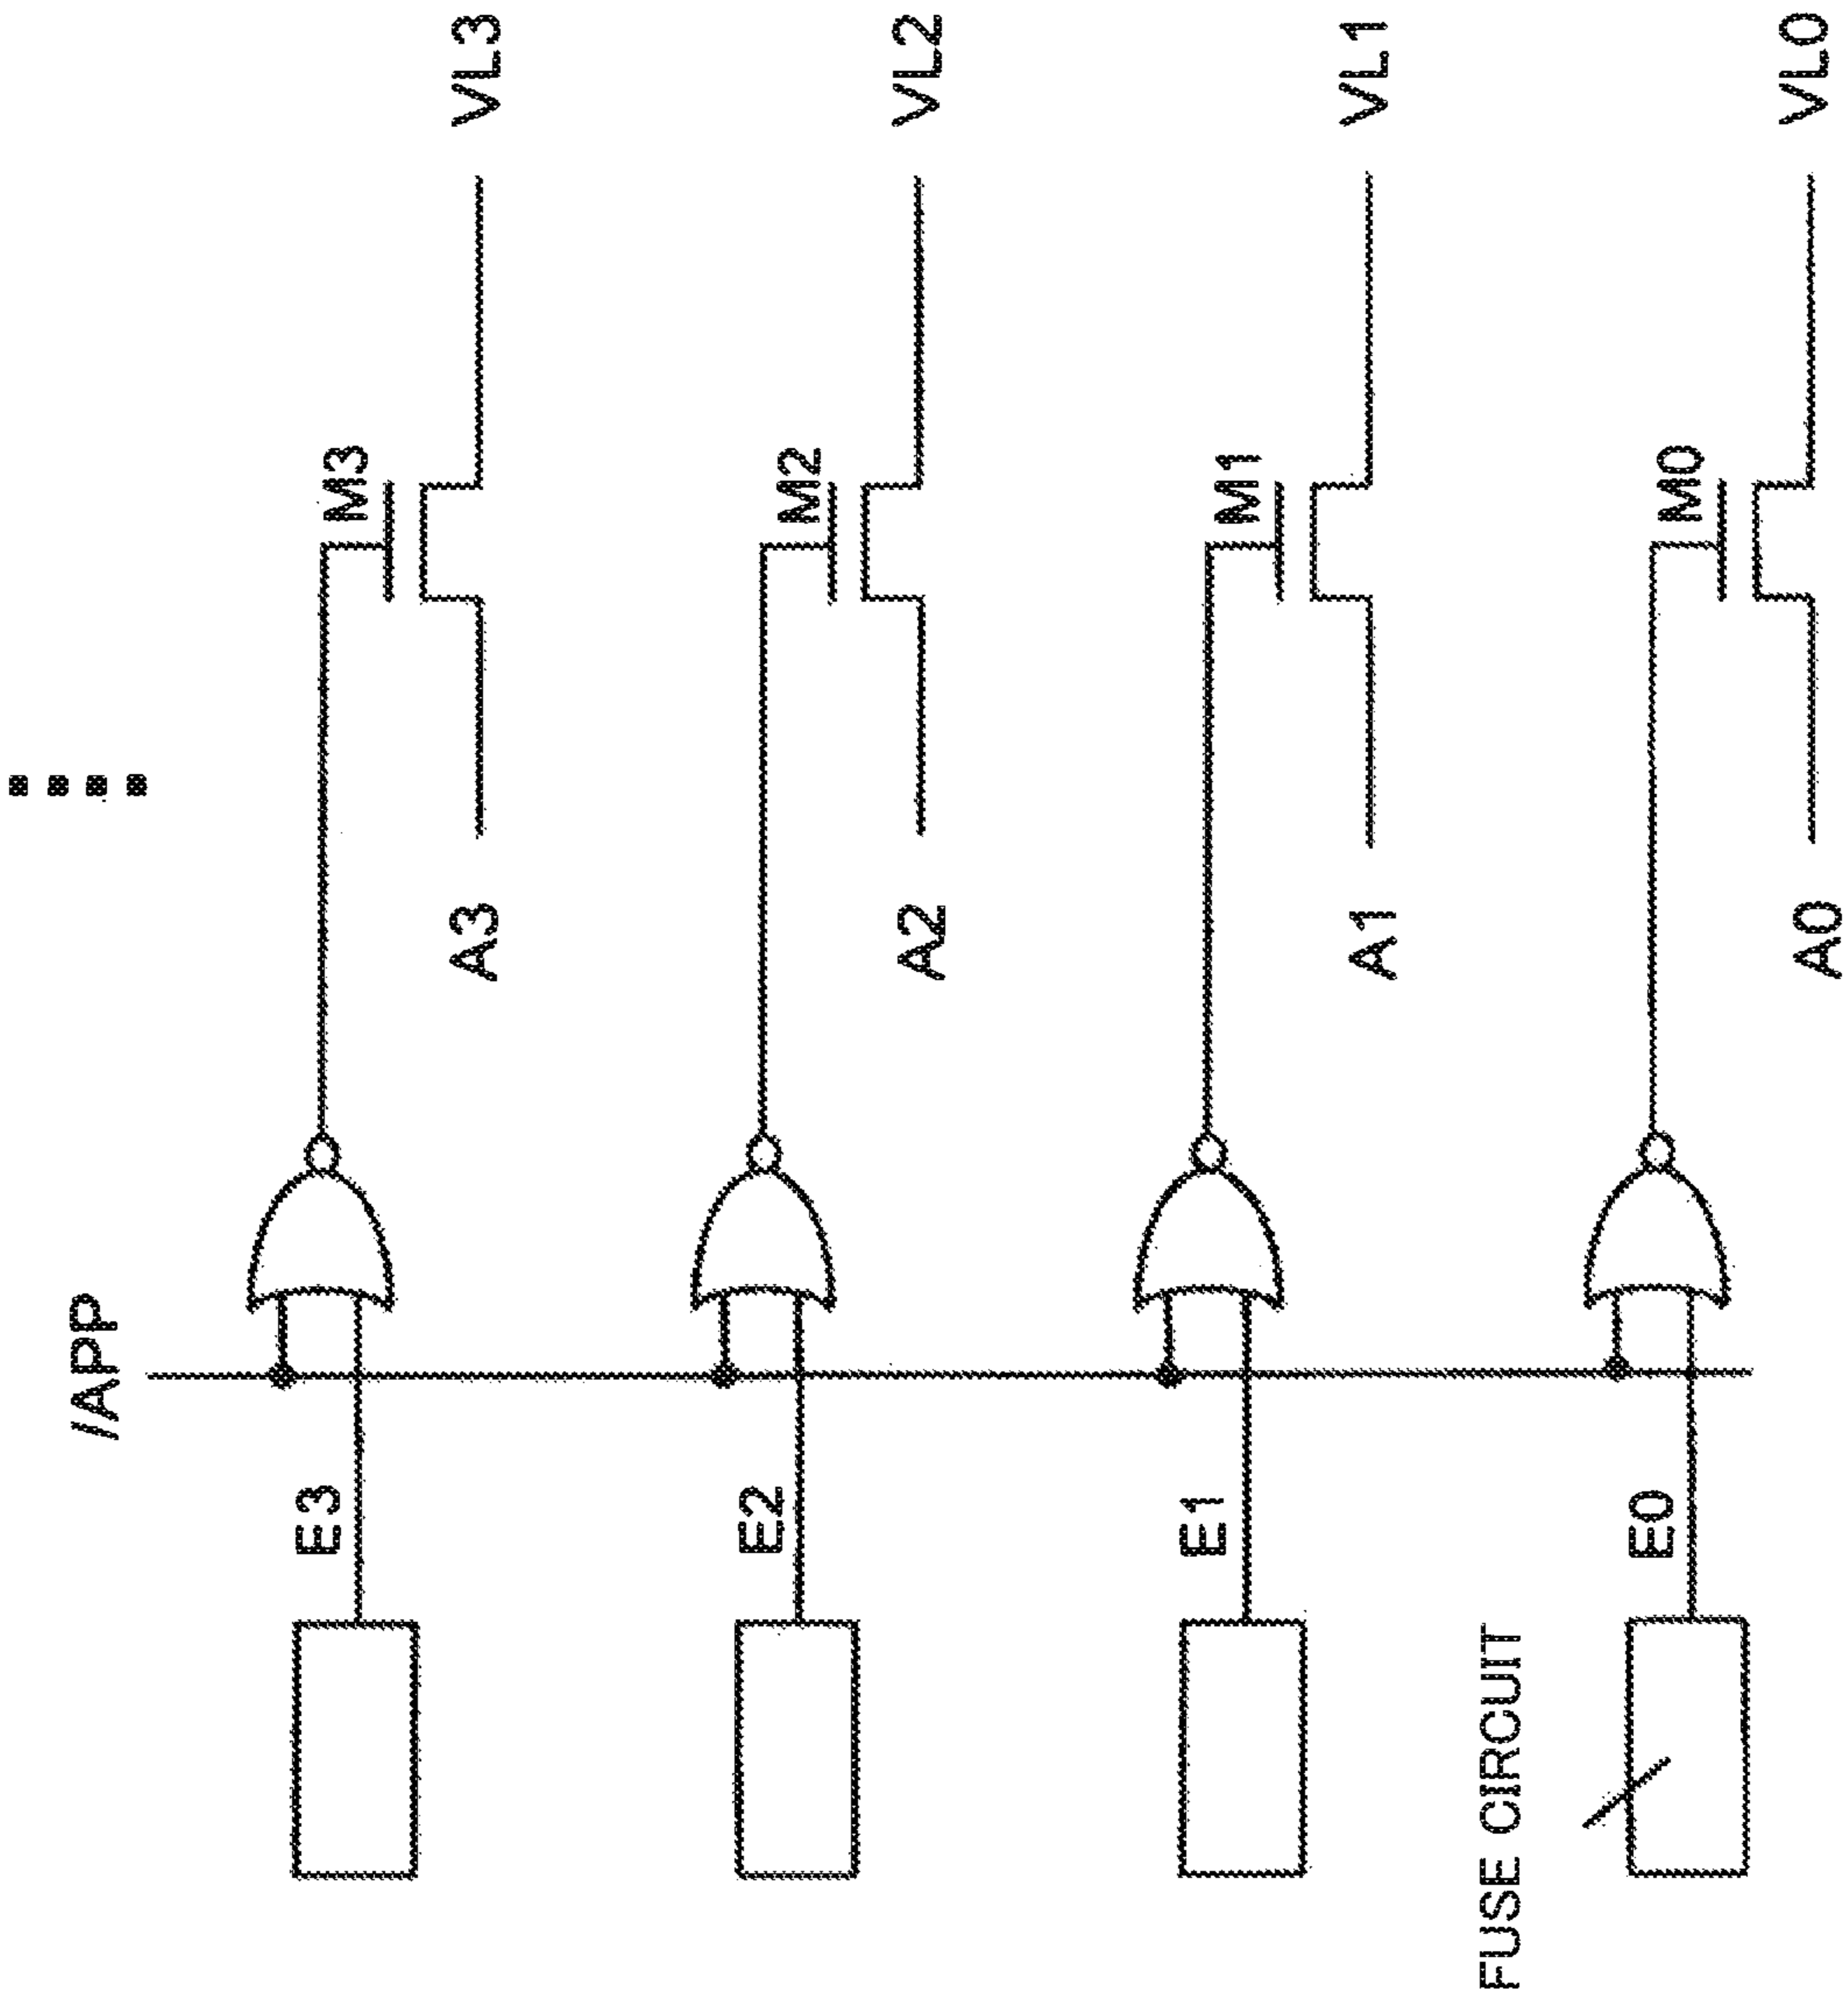 /APP
E3
M3
A3
VL3
E2
M2
A2
VL2
E1
M1
A1
VL1
FUSE CIRCUIT
E0
M0
A0
VL0